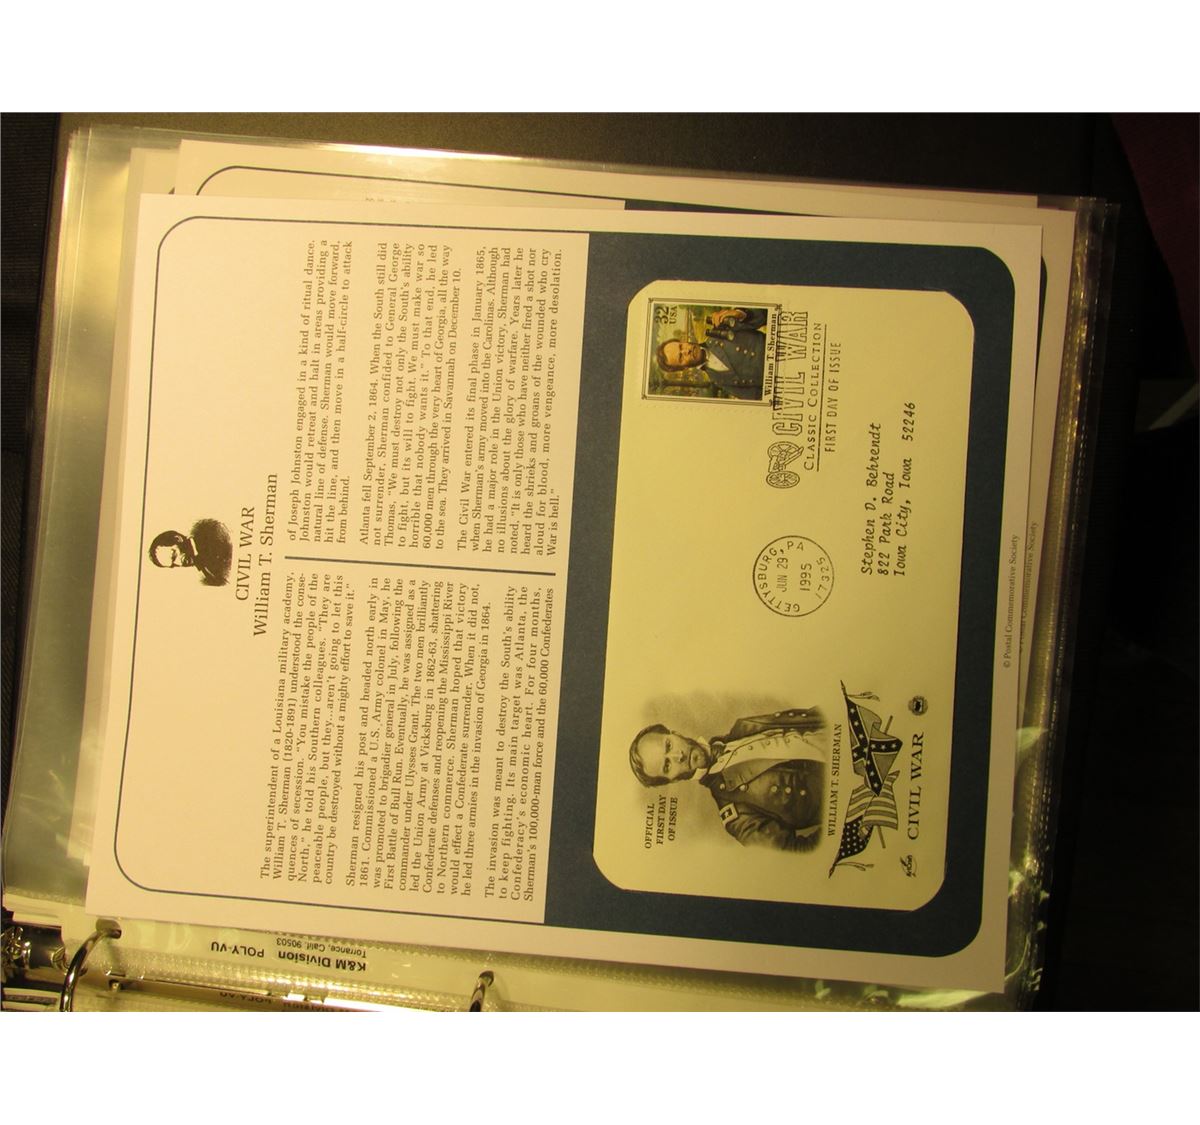 CIVIL WAR
William T. Sherman
The superintendent of a Louisiana military academy,
William T. Sherman (1820-1891) understood the conse-
quences of secession. "You mistake the people of the
North," he told his Southern colleagues. "They are
peaceable people, but they...aren't going to let this
country be destroyed without a mighty effort to save it."
Sherman resigned his post and headed north early in
1861. Commissioned a U.S. Army colonel in May, he
was promoted to brigadier general in July, following the
First Battle of Bull Run. Eventually, he was assigned as a
commander under Ulysses Grant. The two men brilliantly
led the Union Army at Vicksburg in 1862-63, shattering
Confederate defenses and reopening the Mississippi River
to Northern commerce. Sherman hoped that victory
would effect a Confederate surrender. When it did not,
he led three armies in the invasion of Georgia in 1864.
The invasion was meant to destroy the South's ability
to keep fighting. Its main target was Atlanta, the
Confederacy's economic heart. For four months,
Sherman's 100,000-man force and the 60,000 Confederates
of Joseph Johnston engaged in a kind of ritual dance.
Johnston would retreat and halt in areas providing a
natural line of defense. Sherman would move forward,
hit the line, and then move in a half-circle to attack
from behind.
Atlanta fell September 2, 1864. When the South still did
not surrender, Sherman confided to General George
Thomas, "We must destroy not only the South's ability
to fight, but its will to fight. We must make war so
horrible that nobody wants it." To that end, he led
60,000 men through the very heart of Georgia, all the way
to the sea. They arrived in Savannah on December 10.
The Civil War entered its final phase in January 1865,
when Sherman's army moved into the Carolinas. Although
he had a major role in the Union victory, Sherman had
no illusions about the glory of warfare. Years later he
noted, "It is only those who have neither fired a shot nor
heard the shrieks and groans of the wounded who cry
aloud for blood, more vengeance, more desolation.
War is hell."
OFFICIAL
FIRST DAY
OF ISSUE
WILLIAM T. SHERMAN
CIVIL WAR
GETTYSBURG, PA
JUN 29,
1995
17325
32
USA
William T. Sherman
CIVIL WAR
CLASSIC COLLECTION
FIRST DAY OF ISSUE
Stephen D. Behrendt
822 Park Road
Iowa City, Iowa 52246
© Postal Commemorative Society
K&M Division POLY-VU
Torrance, Calif. 90503